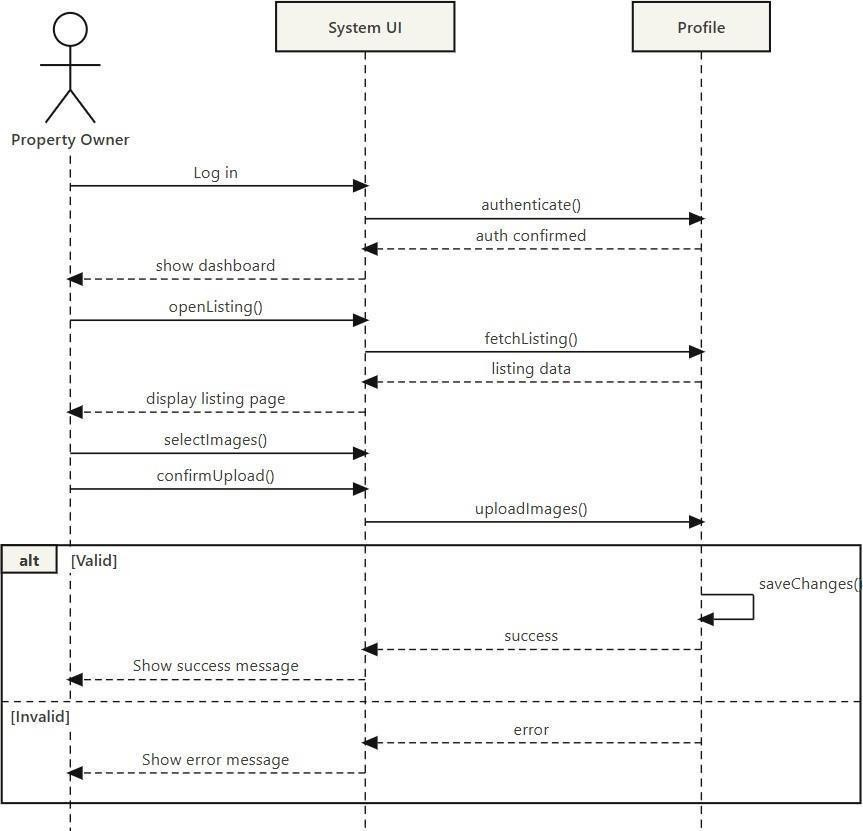 System UI
Profile
Property Owner
Log in
authenticate()
auth confirmed
show dashboard
openListing()
fetchListing()
listing data
display listing page
selectImages()
confirmUpload()
uploadImages()
alt
[Valid]
saveChanges()
success
Show success message
[Invalid]
error
Show error message